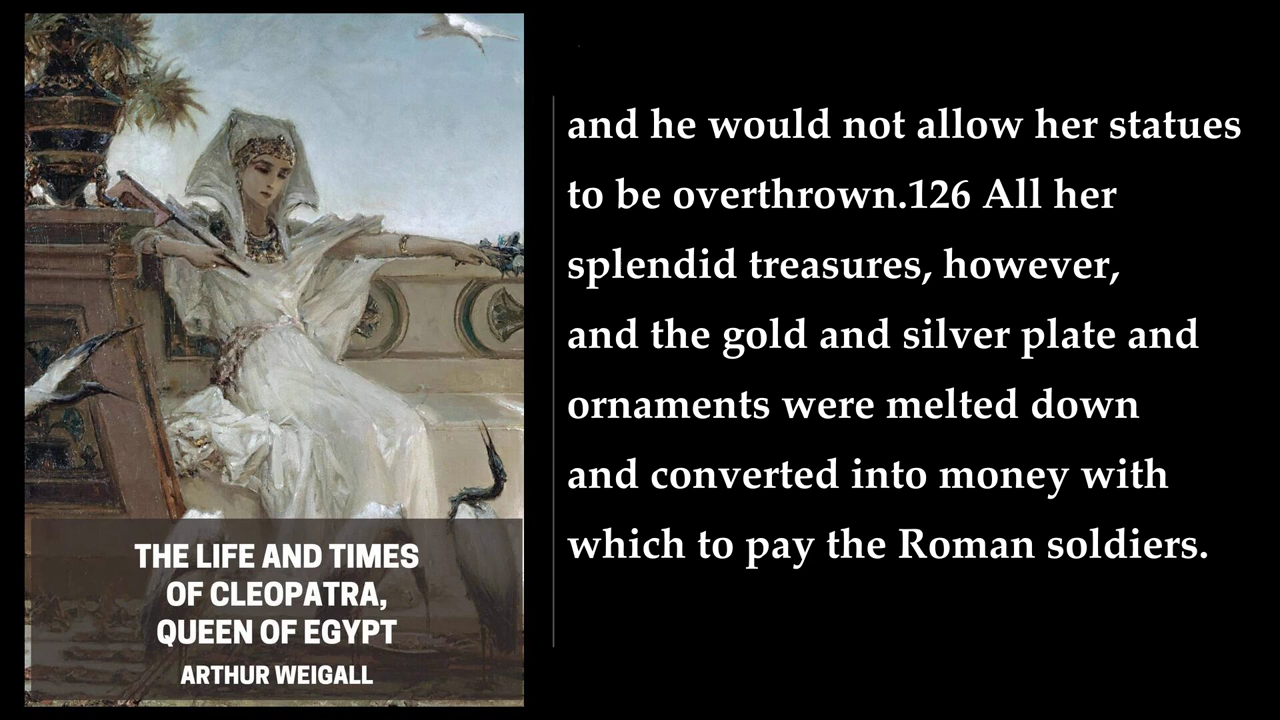 THE LIFE AND TIMES
OF CLEOPATRA,
QUEEN OF EGYPT
ARTHUR WEIGALL
and he would not allow her statues
to be overthrown.126 All her
splendid treasures, however,
and the gold and silver plate and
ornaments were melted down
and converted into money with
which to pay the Roman soldiers.